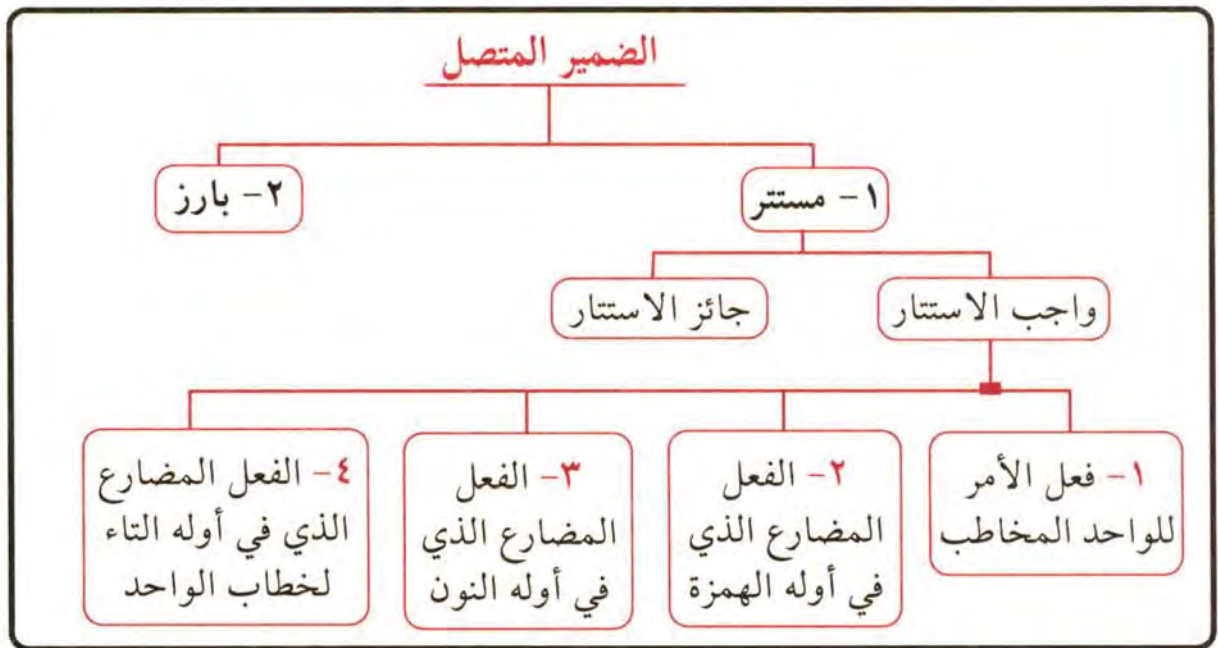 الضمير المتصل
١- مستتر
٢- بارز
واجب الاستتار
جائز الاستتار
١- فعل الأمر
للواحد المخاطب
٢- الفعل
المضارع الذي
في أوله الهمزة
٣- الفعل
المضارع الذي
في أوله النون
٤- الفعل المضارع
الذي في أوله التاء
لخطاب الواحد